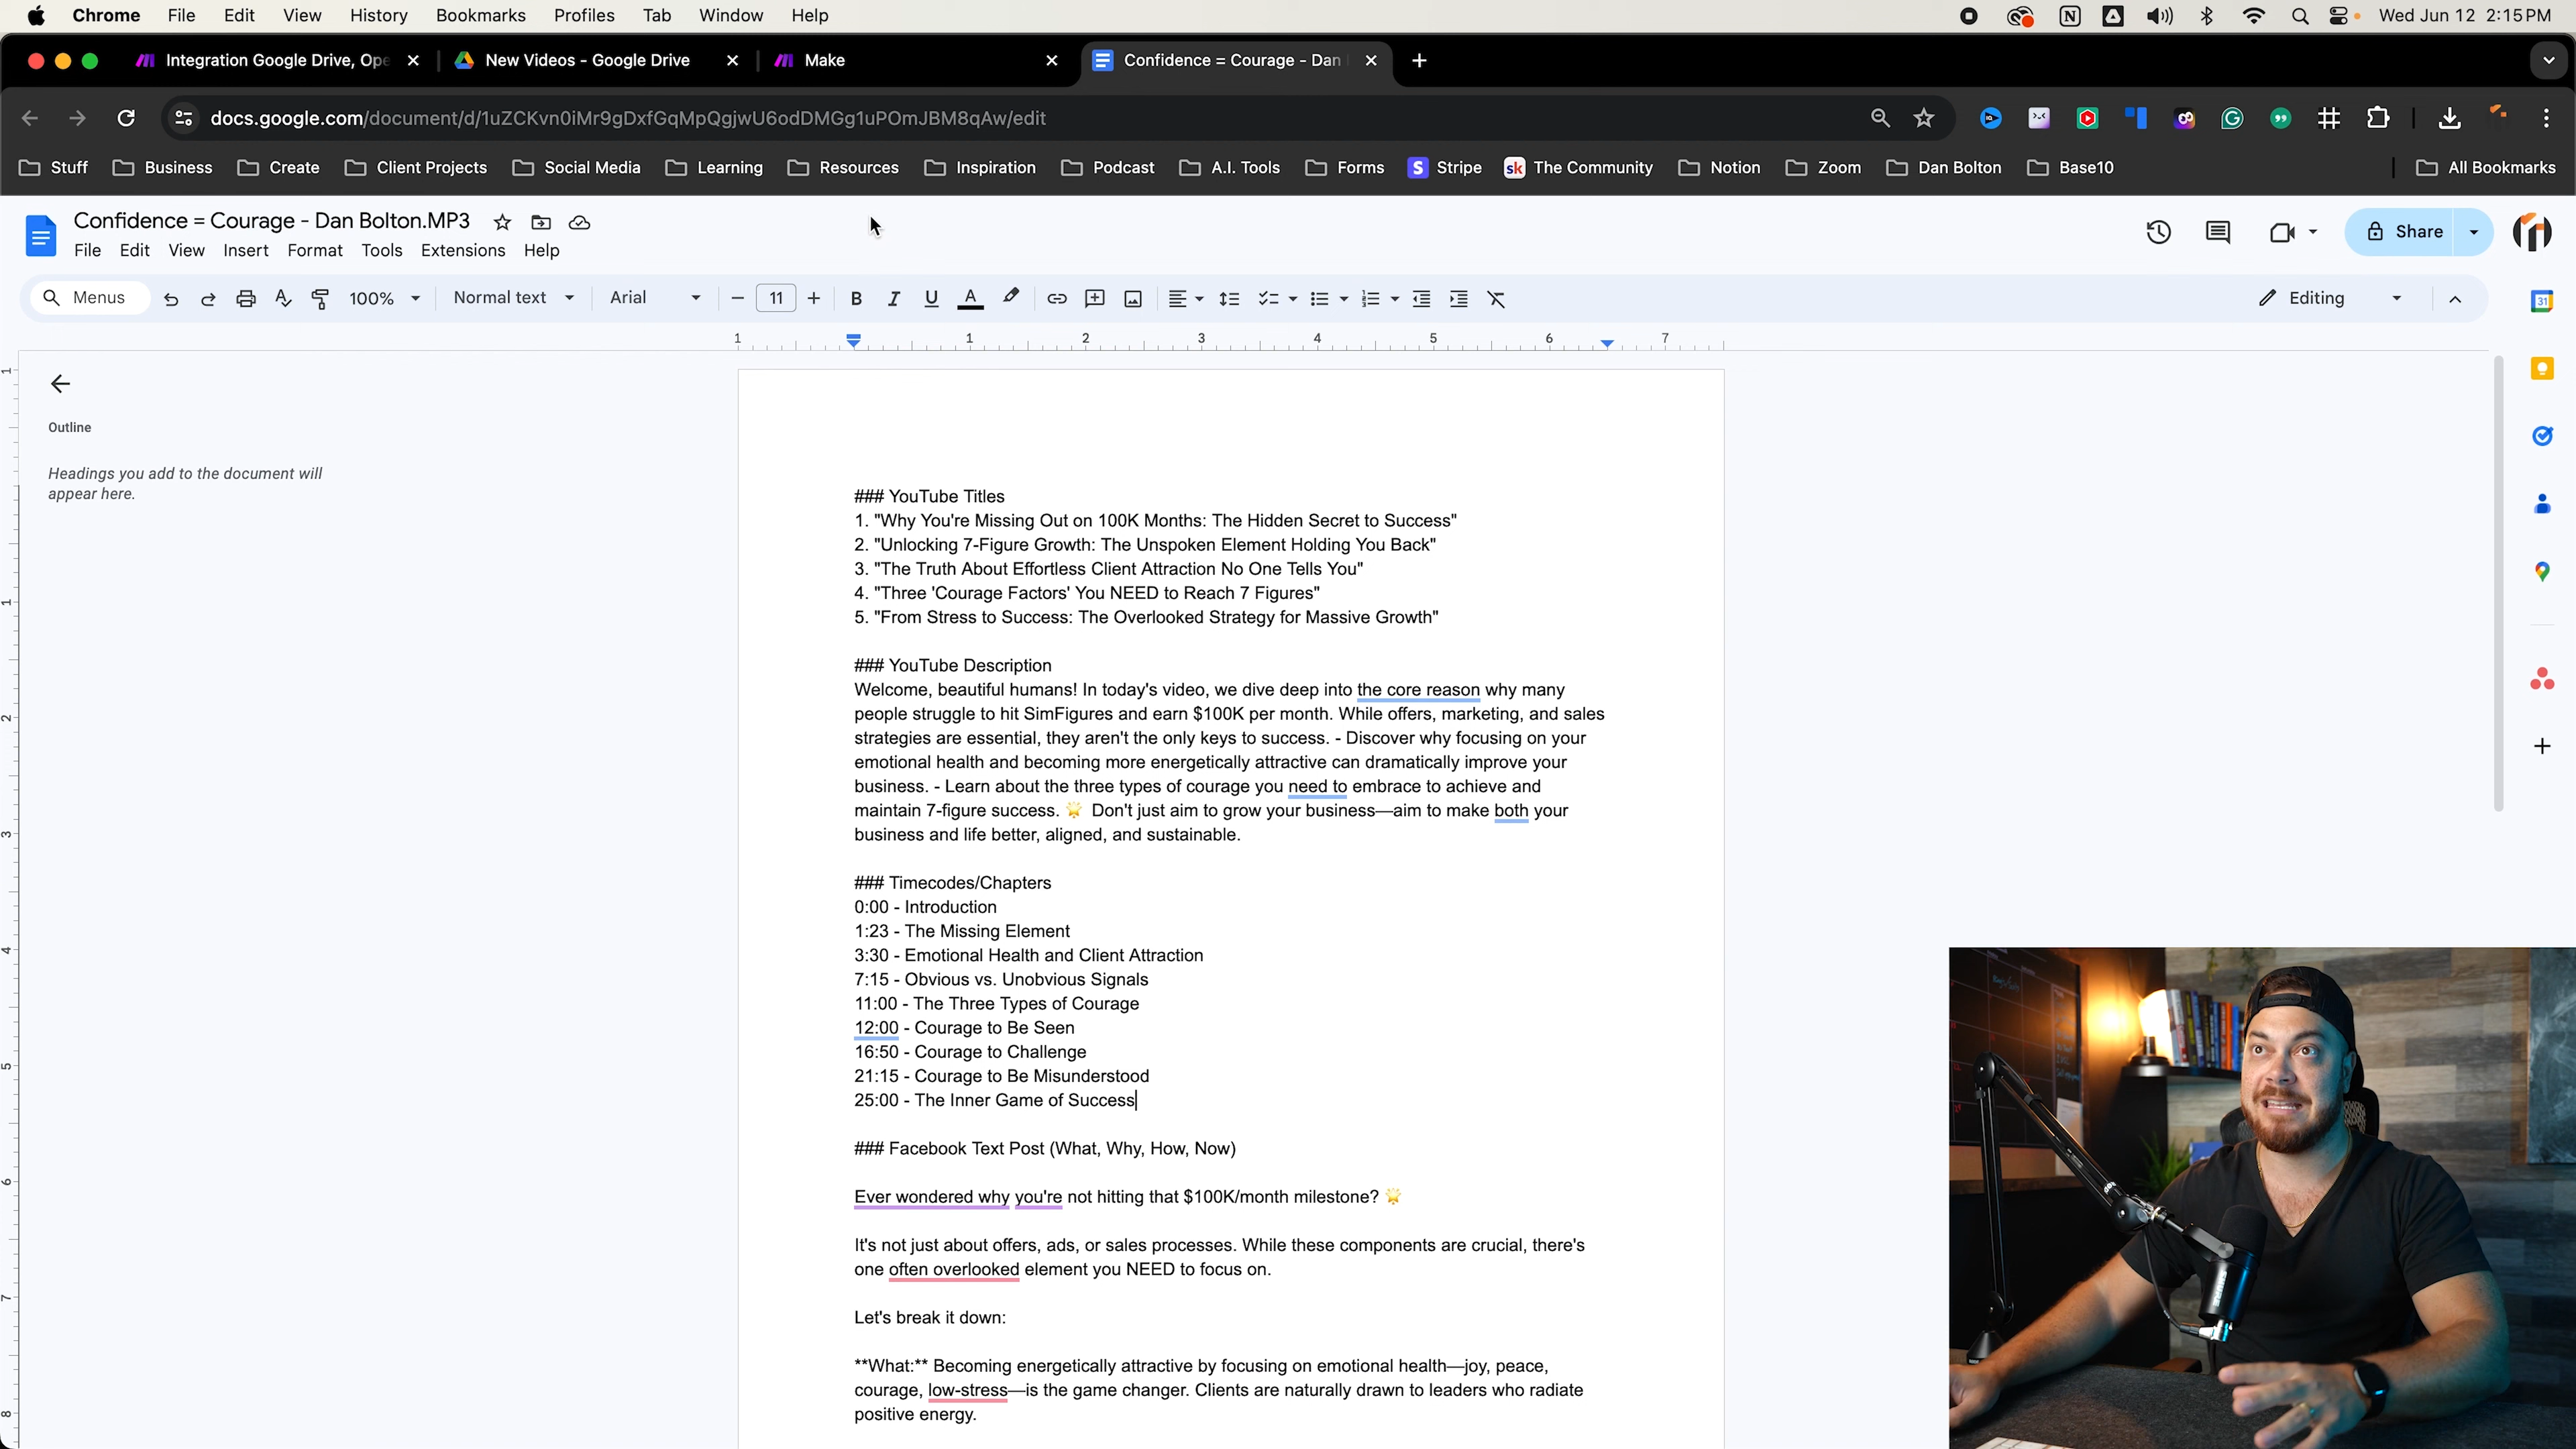 Chrome File Edit View History Bookmarks Profiles Tab Window Help Wed Jun 12 2:15 PM
Integration Google Drive, Ope New Videos - Google Drive Make Confidence = Courage - Dan
docs.google.com/document/d/1uZCKvn0iMr9gDxfGqMpQgjwU6odDMGg1uPOmJBM8qAw/edit
Stuff Business Create Client Projects Social Media Learning Resources Inspiration Podcast A.I. Tools Forms Stripe The Community Notion Zoom Dan Bolton Base10 All Bookmarks
Confidence = Courage - Dan Bolton.MP3
File Edit View Insert Format Tools Extensions Help
Share
Menus 100% Normal text Arial 11 Editing
1 1 2 3 4 5 6 7
Outline
Headings you add to the document will
appear here.
### YouTube Titles
1. "Why You're Missing Out on 100K Months: The Hidden Secret to Success"
2. "Unlocking 7-Figure Growth: The Unspoken Element Holding You Back"
3. "The Truth About Effortless Client Attraction No One Tells You"
4. "Three 'Courage Factors' You NEED to Reach 7 Figures"
5. "From Stress to Success: The Overlooked Strategy for Massive Growth"
### YouTube Description
Welcome, beautiful humans! In today's video, we dive deep into the core reason why many
people struggle to hit SimFigures and earn $100K per month. While offers, marketing, and sales
strategies are essential, they aren't the only keys to success. - Discover why focusing on your
emotional health and becoming more energetically attractive can dramatically improve your
business. - Learn about the three types of courage you need to embrace to achieve and
maintain 7-figure success. 🌟 Don't just aim to grow your business—aim to make both your
business and life better, aligned, and sustainable.
### Timecodes/Chapters
0:00 - Introduction
1:23 - The Missing Element
3:30 - Emotional Health and Client Attraction
7:15 - Obvious vs. Unobvious Signals
11:00 - The Three Types of Courage
12:00 - Courage to Be Seen
16:50 - Courage to Challenge
21:15 - Courage to Be Misunderstood
25:00 - The Inner Game of Success
### Facebook Text Post (What, Why, How, Now)
Ever wondered why you're not hitting that $100K/month milestone? 🌟
It's not just about offers, ads, or sales processes. While these components are crucial, there's
one often overlooked element you NEED to focus on.
Let's break it down:
**What:** Becoming energetically attractive by focusing on emotional health—joy, peace,
courage, low-stress—is the game changer. Clients are naturally drawn to leaders who radiate
positive energy.